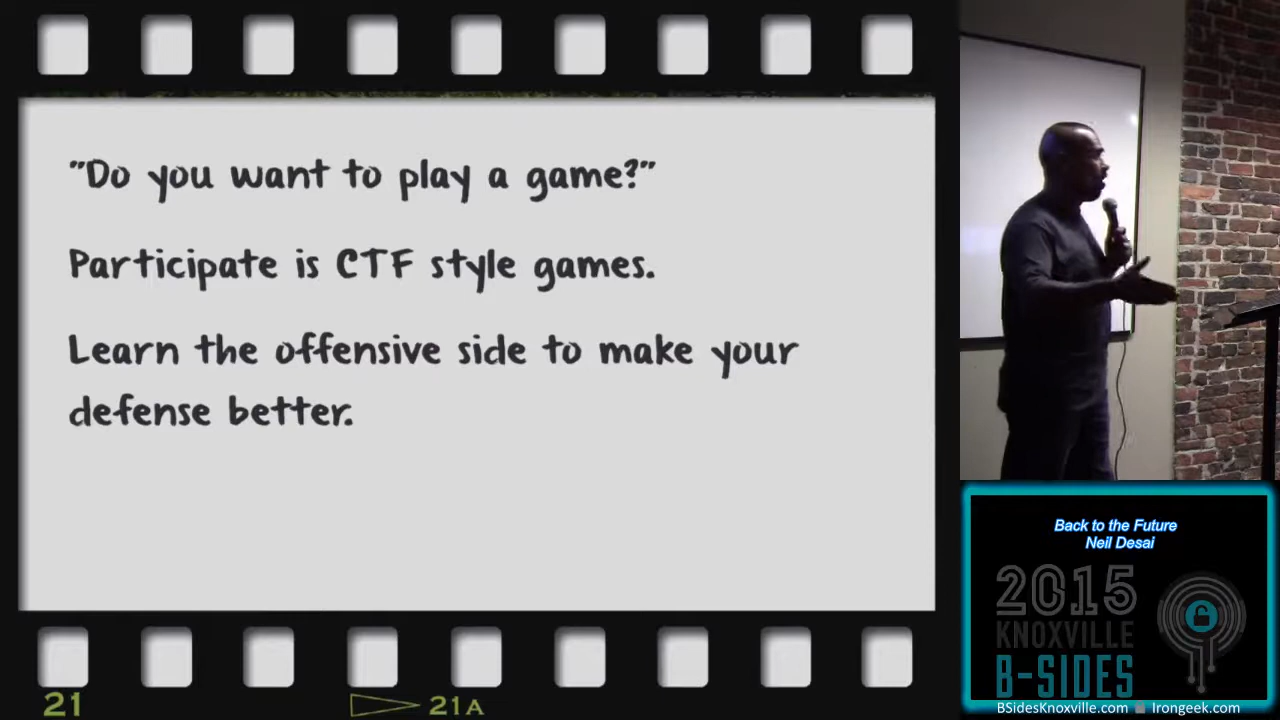 "Do you want to play a game?"
Participate is CTF style games.
Learn the offensive side to make your
defense better.
21
21A
Back to the Future
Neil Desai
2015
KNOXVILLE
B-SIDES
BSidesKnoxville.com
Irongeek.com